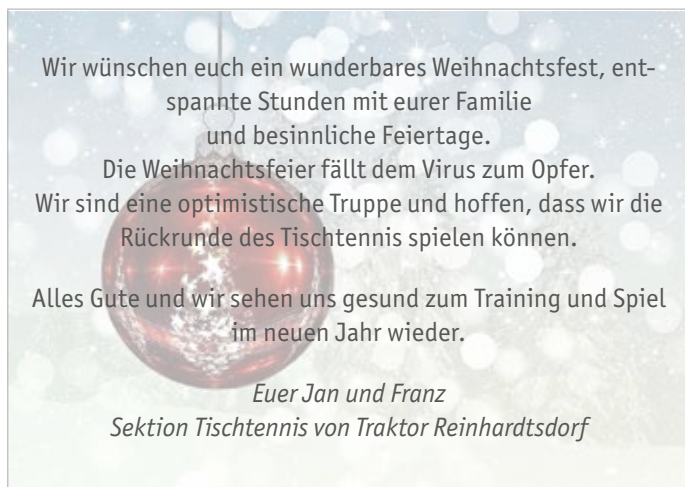 Wir wünschen euch ein wunderbares Weihnachtsfest, ent-
spannte Stunden mit eurer Familie
und besinnliche Feiertage.
Die Weihnachtsfeier fällt dem Virus zum Opfer.
Wir sind eine optimistische Truppe und hoffen, dass wir die
Rückrunde des Tischtennis spielen können.
Alles Gute und wir sehen uns gesund zum Training und Spiel
im neuen Jahr wieder.
Euer Jan und Franz
Sektion Tischtennis von Traktor Reinhardtsdorf